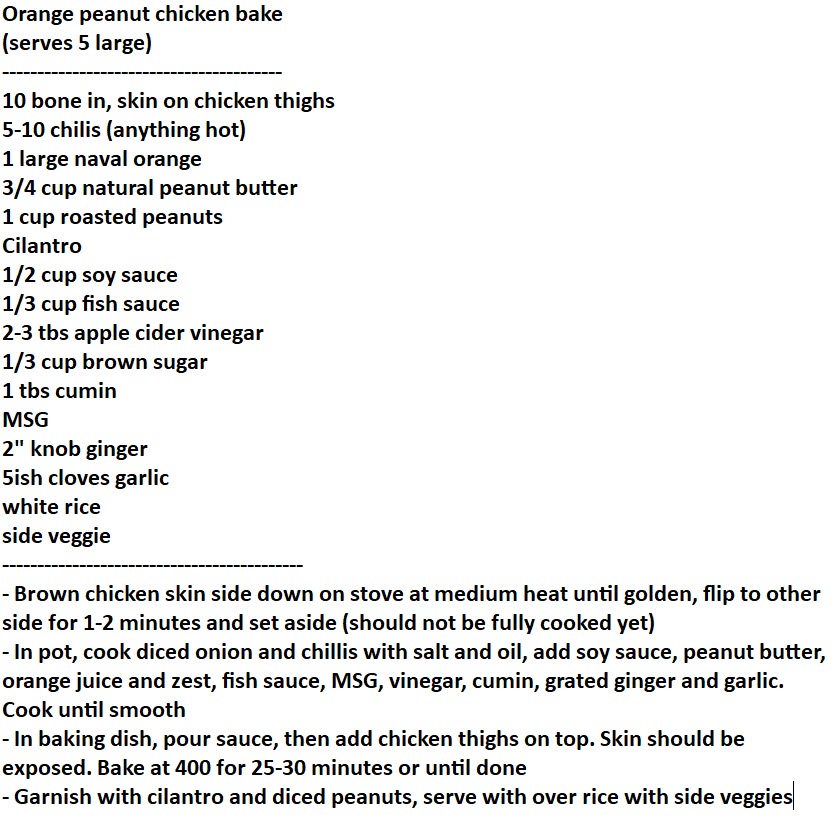 Orange peanut chicken bake
(serves 5 large)
----------------------------------------
10 bone in, skin on chicken thighs
5-10 chilis (anything hot)
1 large naval orange
3/4 cup natural peanut butter
1 cup roasted peanuts
Cilantro
1/2 cup soy sauce
1/3 cup fish sauce
2-3 tbs apple cider vinegar
1/3 cup brown sugar
1 tbs cumin
MSG
2" knob ginger
5ish cloves garlic
white rice
side veggie
-------------------------------------------
- Brown chicken skin side down on stove at medium heat until golden, flip to other
side for 1-2 minutes and set aside (should not be fully cooked yet)
- In pot, cook diced onion and chillis with salt and oil, add soy sauce, peanut butter,
orange juice and zest, fish sauce, MSG, vinegar, cumin, grated ginger and garlic.
Cook until smooth
- In baking dish, pour sauce, then add chicken thighs on top. Skin should be
exposed. Bake at 400 for 25-30 minutes or until done
- Garnish with cilantro and diced peanuts, serve with over rice with side veggies